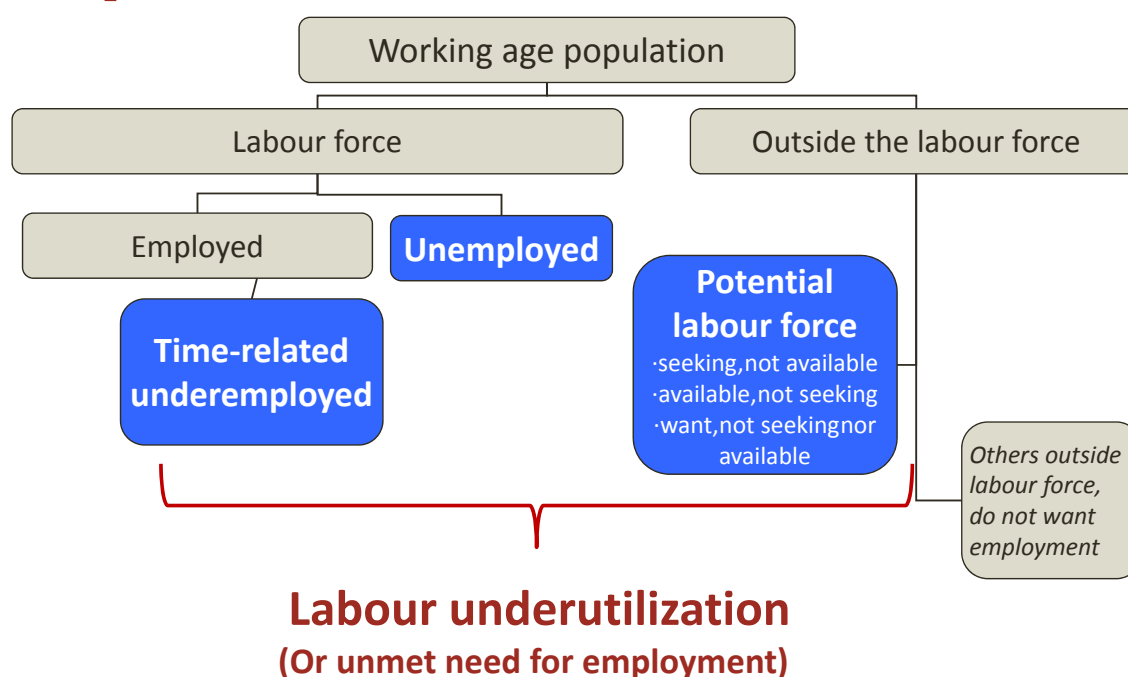 Working age population
Labour force
Outside the labour force
Employed
Unemployed
Time-related
underemployed
Potential
labour force
·seeking,not available
·available,not seeking
·want,not seekingnor
available
Others outside
labour force,
do not want
employment
Labour underutilization
(Or unmet need for employment)